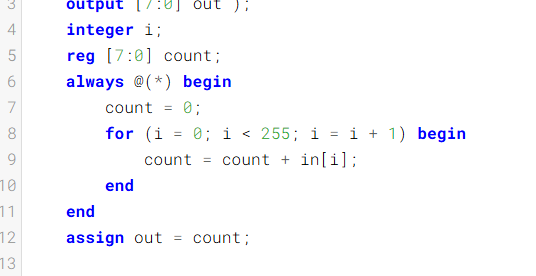 3 output [7:0] out );
4 integer i;
5 reg [7:0] count;
6 always @(*) begin
7 count = 0;
8 for (i = 0; i < 255; i = i + 1) begin
9 count = count + in[i];
10 end
11 end
12 assign out = count;
13